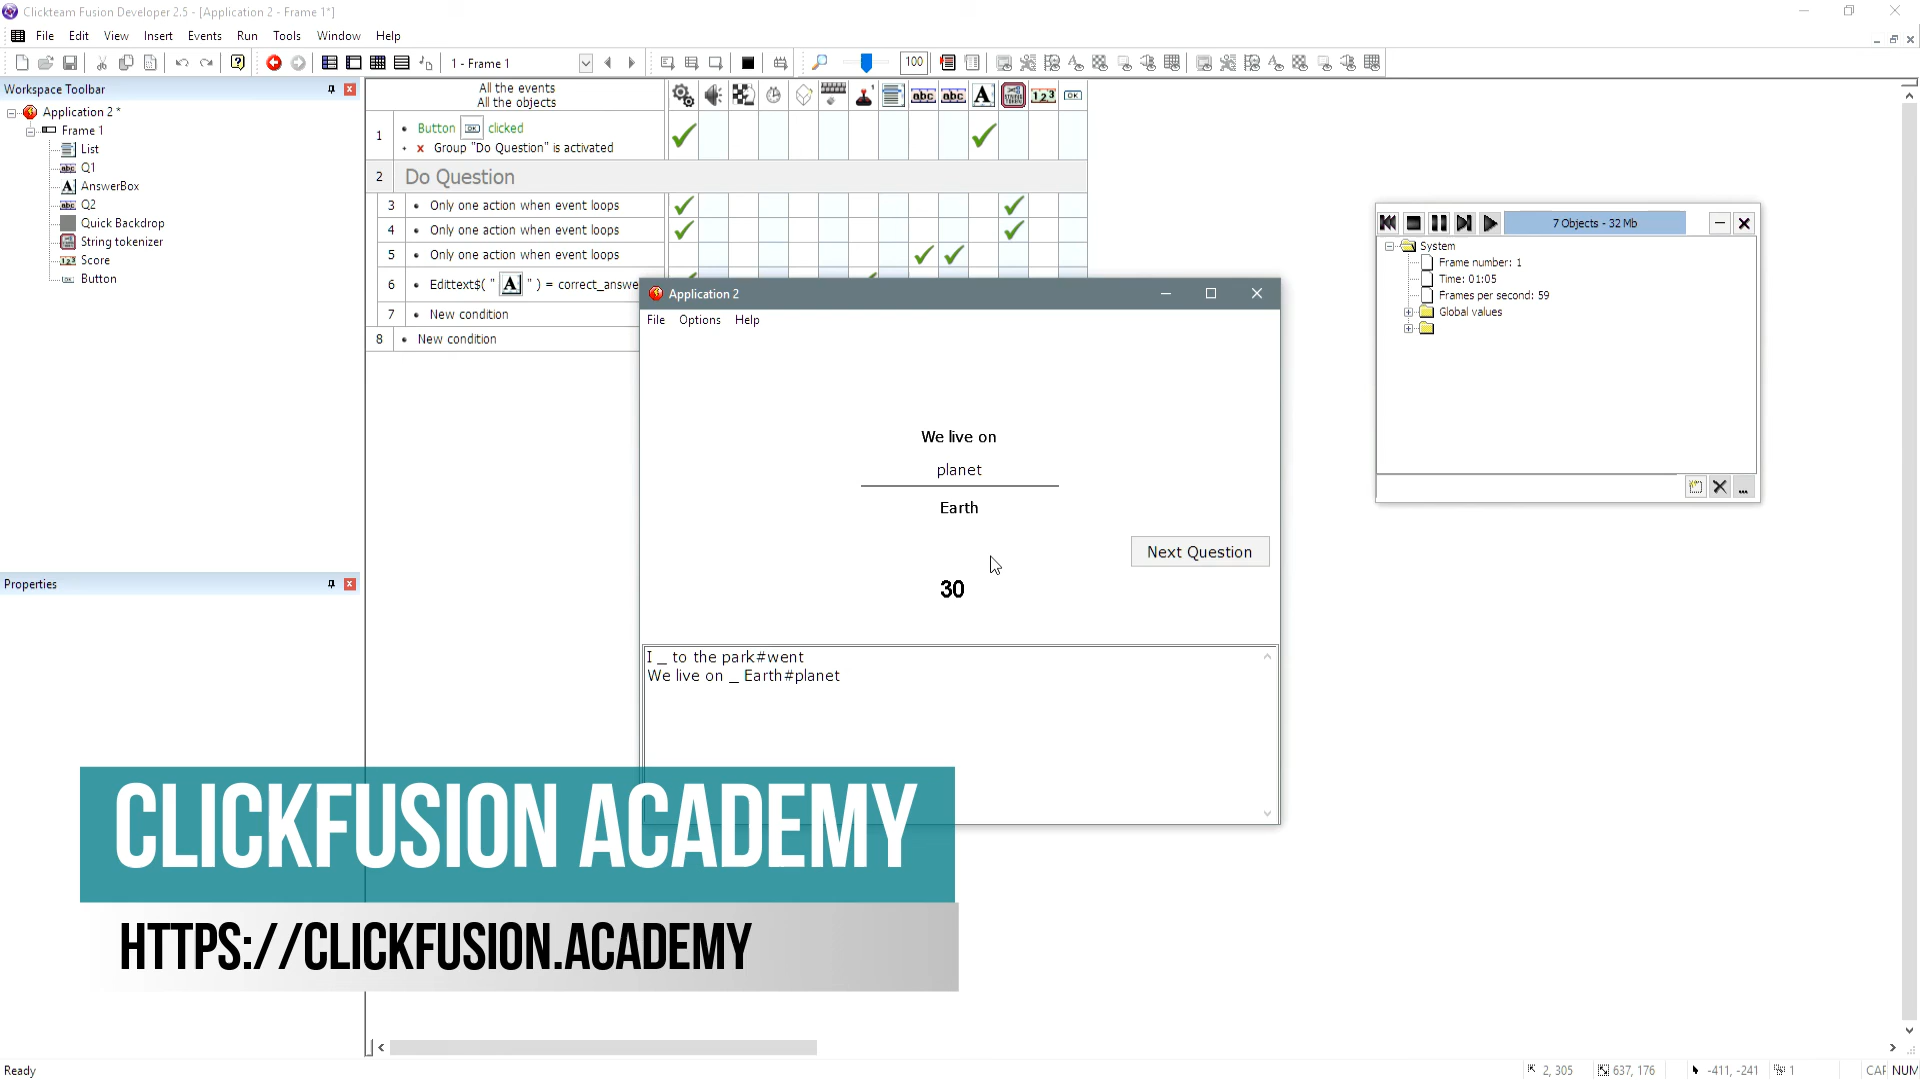 Clickteam Fusion Developer 2.5 - [Application 2 - Frame 1*]
File Edit View Insert Events Run Tools Window Help
1 - Frame 1
100
Workspace Toolbar
Application 2 *
Frame 1
List
Q1
AnswerBox
Q2
Quick Backdrop
String tokenizer
Score
Button
Properties
All the events
All the objects
1
Button OK clicked
X Group "Do Question" is activated
2 Do Question
3 Only one action when event loops
4 Only one action when event loops
5 Only one action when event loops
6 Edittext$( " A " ) = correct_answe
7 New condition
8 New condition
Application 2
File Options Help
We live on
planet
Earth
Next Question
30
I _ to the park#went
We live on _ Earth#planet
7 Objects - 32 Mb
System
Frame number: 1
Time: 01:05
Frames per second: 59
Global values
...
CLICKFUSION ACADEMY
HTTPS://CLICKFUSION.ACADEMY
Ready
2, 305
637, 176
-411, -241
1
CAP NUM